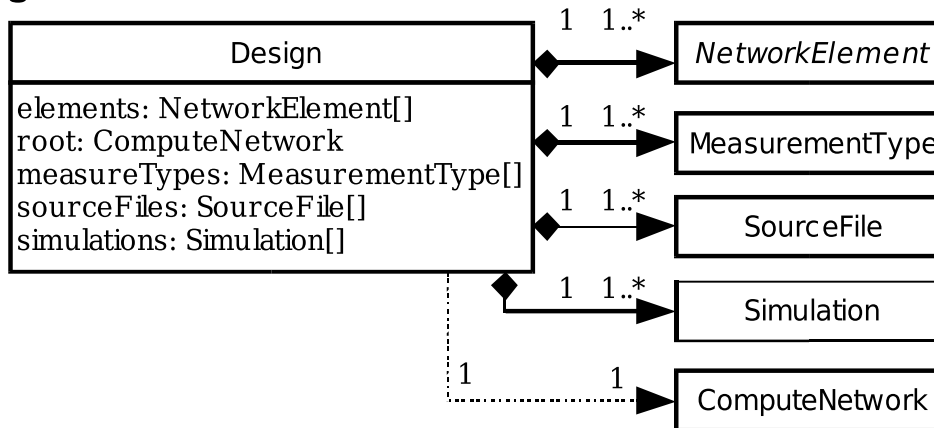 1 1..*
Design
NetworkElement
elements: NetworkElement[]
root: ComputeNetwork
measureTypes: MeasurementType[]
sourceFiles: SourceFile[]
simulations: Simulation[]
1 1..*
MeasurementType
1 1..*
SourceFile
1 1..*
Simulation
1 1
ComputeNetwork